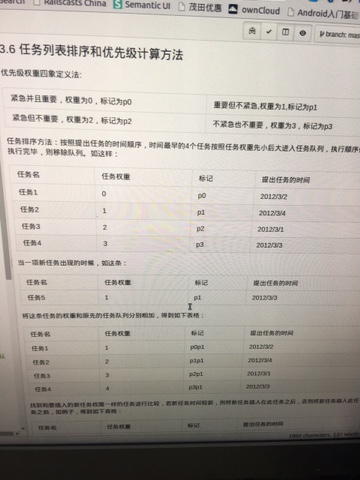 Search
Railscasts China
Semantic UI
茂田优惠
ownCloud
Android入门基础
branch: mas
3.6 任务列表排序和优先级计算方法
优先级权重四象定义法:
紧急并且重要，权重为0，标记为p0 重要但不紧急,权重为1,标记为p1
紧急但不重要，权重为2，标记为p2 不紧急也不重要，权重为3，标记为p3
任务排序方法：按照提出任务的时间顺序，时间最早的4个任务按照任务权重先小后大进入任务队列，执行顺序
执行完毕，则移除队列。如这样：
任务名 任务权重 标记 提出任务的时间
任务1 0 p0 2012/3/2
任务2 1 p1 2012/3/4
任务3 2 p2 2012/3/1
任务4 3 p3 2012/3/3
当一项新任务出现的时候，如这条：
任务名 任务权重 标记 提出任务的时间
任务5 1 p1 2012/3/3
将这条任务的权重和原先的任务队列分别相加，得到如下表格：
任务名 任务权重 标记 提出任务的时间
任务1 1 p0p1 2012/3/2
任务2 2 p1p1 2012/3/4
任务3 3 p2p1 2012/3/1
任务4 4 p3p1 2012/3/3
找到和要插入的新任务权重一样的任务进行比较，若新任务时间较新，则将新任务插入在此任务之后，否则将新任务插入此任
务之前，如例子，得到如下表格：
任务名 任务权重 标记 提出任务的时间